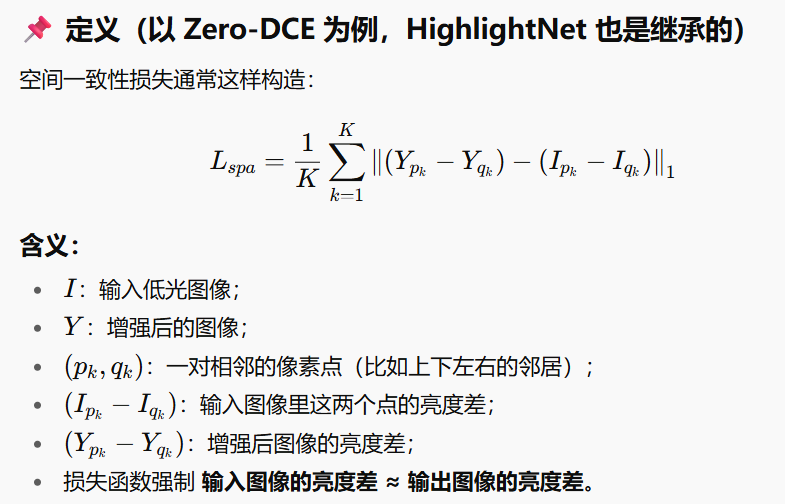 📌 定义（以 Zero-DCE 为例，HighlightNet 也是继承的）
空间一致性损失通常这样构造：
$$L_{spa} = \frac{1}{K} \sum_{k=1}^{K} \left\| (Y_{p_k} - Y_{q_k}) - (I_{p_k} - I_{q_k}) \right\|_1$$
含义：
• $I$：输入低光图像；
• $Y$：增强后的图像；
• $(p_k, q_k)$：一对相邻的像素点（比如上下左右的邻居）；
• $(I_{p_k} - I_{q_k})$：输入图像里这两个点的亮度差；
• $(Y_{p_k} - Y_{q_k})$：增强后图像的亮度差；
• 损失函数强制 输入图像的亮度差 ≈ 输出图像的亮度差。